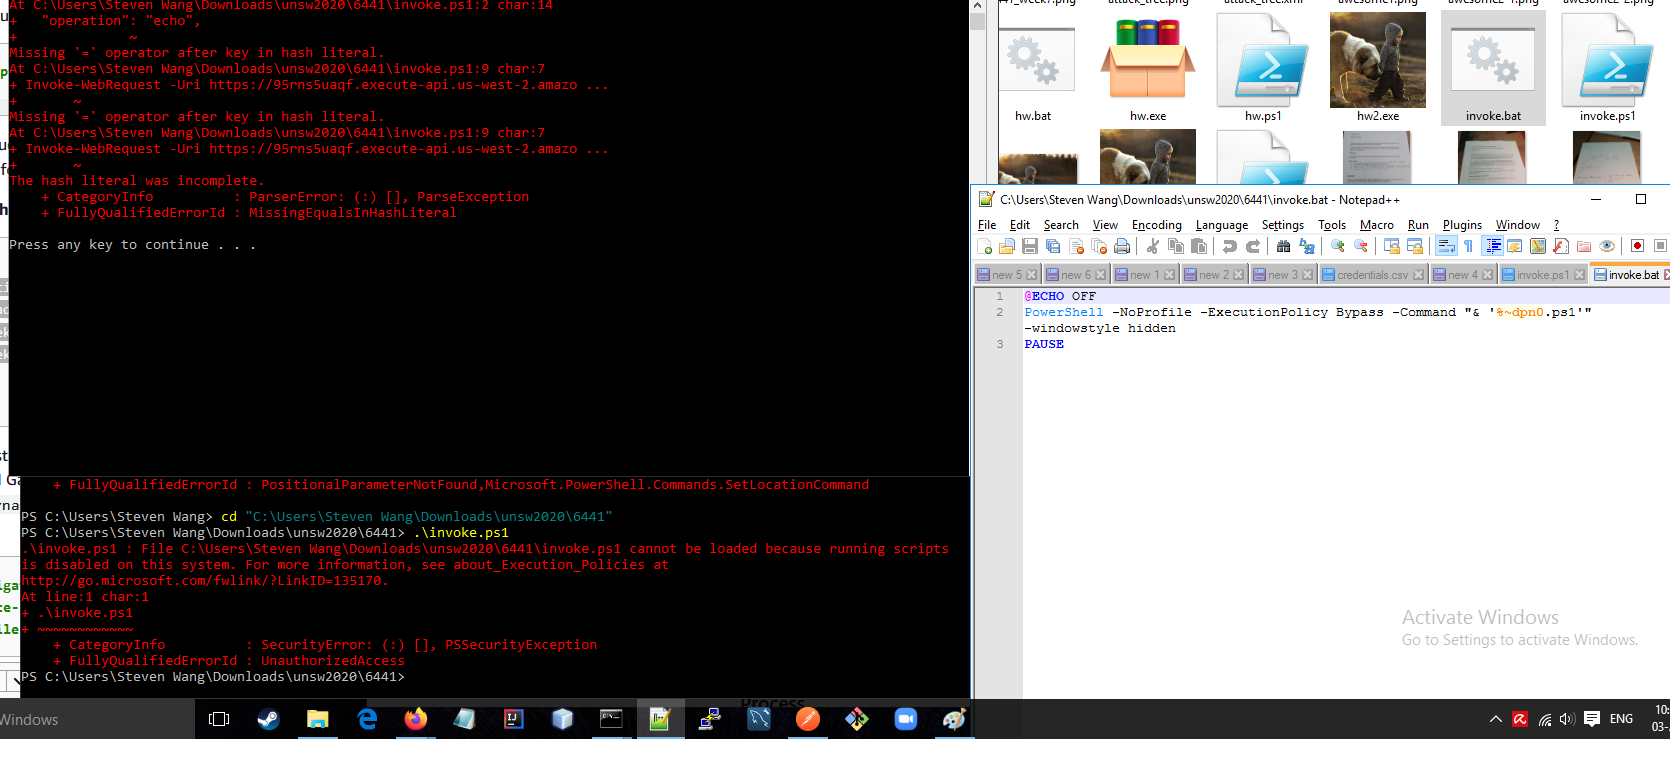 At C:\Users\Steven Wang\Downloads\unsw2020\6441\invoke.ps1:2 char:14
+   "operation": "echo",
+              ~
Missing '=' operator after key in hash literal.
At C:\Users\Steven Wang\Downloads\unsw2020\6441\invoke.ps1:9 char:7
+ Invoke-WebRequest -Uri https://95rns5uaqf.execute-api.us-west-2.amazo ...
+       ~
Missing '=' operator after key in hash literal.
At C:\Users\Steven Wang\Downloads\unsw2020\6441\invoke.ps1:9 char:7
+ Invoke-WebRequest -Uri https://95rns5uaqf.execute-api.us-west-2.amazo ...
+       ~
The hash literal was incomplete.
    + CategoryInfo          : ParserError: (:) [], ParseException
    + FullyQualifiedErrorId : MissingEqualsInHashLiteral
Press any key to continue . . .
    + FullyQualifiedErrorId : PositionalParameterNotFound,Microsoft.PowerShell.Commands.SetLocationCommand
PS C:\Users\Steven Wang> cd "C:\Users\Steven Wang\Downloads\unsw2020\6441"
PS C:\Users\Steven Wang\Downloads\unsw2020\6441> .\invoke.ps1
.\invoke.ps1 : File C:\Users\Steven Wang\Downloads\unsw2020\6441\invoke.ps1 cannot be loaded because running scripts
is disabled on this system. For more information, see about_Execution_Policies at
http://go.microsoft.com/fwlink/?LinkID=135170.
At line:1 char:1
+ .\invoke.ps1
+ ~~~~~~~~~~~~
    + CategoryInfo          : SecurityError: (:) [], PSSecurityException
    + FullyQualifiedErrorId : UnauthorizedAccess
PS C:\Users\Steven Wang\Downloads\unsw2020\6441>
hw.bat hw.exe hw.ps1 hw2.exe invoke.bat invoke.ps1
C:\Users\Steven Wang\Downloads\unsw2020\6441\invoke.bat - Notepad++
File Edit Search View Encoding Language Settings Tools Macro Run Plugins Window ?
new 5 new 6 new 1 new 2 new 3 credentials.csv new 4 invoke.ps1 invoke.bat
1 @ECHO OFF
2 PowerShell -NoProfile -ExecutionPolicy Bypass -Command "& '%~dpn0.ps1'"
-windowstyle hidden
3 PAUSE
Activate Windows
Go to Settings to activate Windows.
Windows
ENG